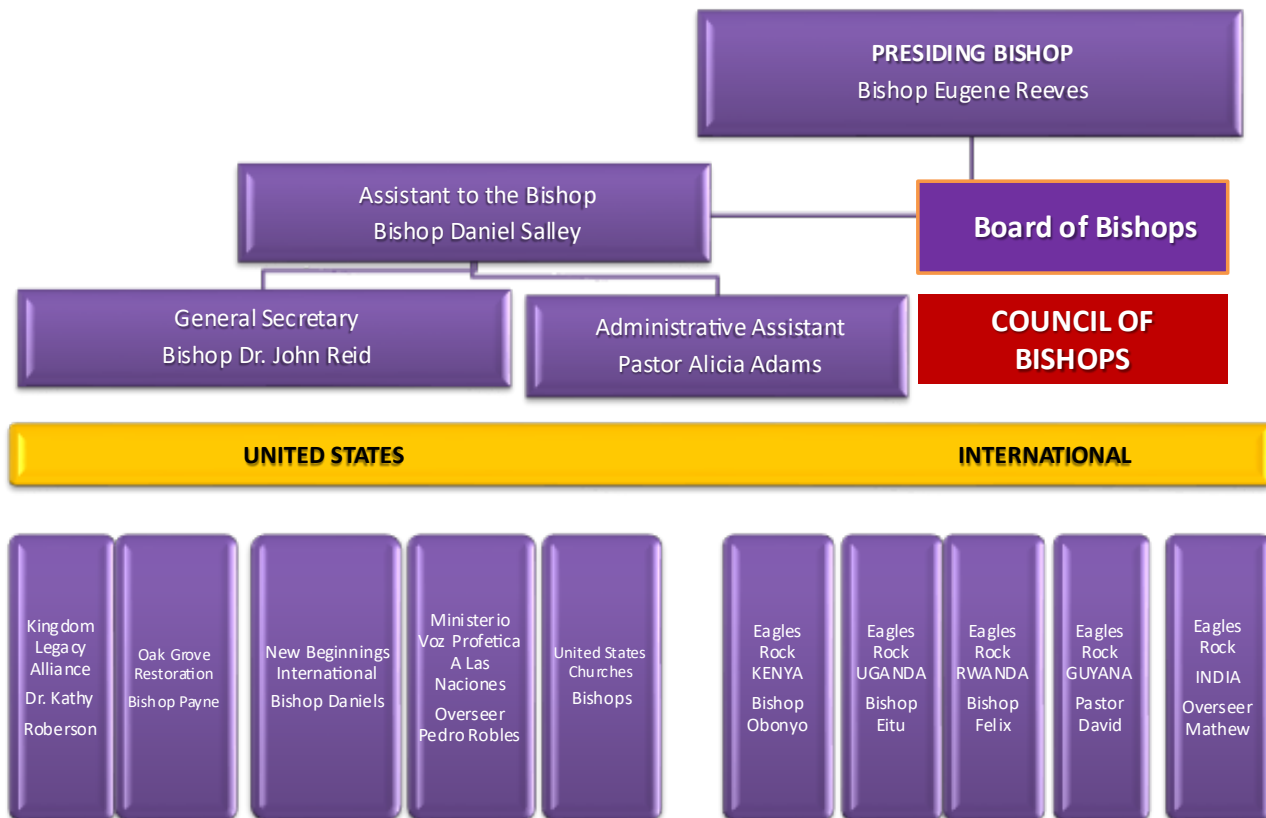 PRESIDING BISHOP
Bishop Eugene Reeves
Assistant to the Bishop
Bishop Daniel Salley
Board of Bishops
General Secretary
Bishop Dr. John Reid
Administrative Assistant
Pastor Alicia Adams
COUNCIL OF
BISHOPS
UNITED STATES
INTERNATIONAL
Kingdom
Legacy
Alliance
Dr. Kathy
Roberson
Oak Grove
Restoration
Bishop Payne
New Beginnings
International
Bishop Daniels
Ministerio
Voz Profetica
A Las
Naciones
Overseer
Pedro Robles
United States
Churches
Bishops
Eagles
Rock
KENYA
Bishop
Obonyo
Eagles
Rock
UGANDA
Bishop
Eitu
Eagles
Rock
RWANDA
Bishop
Felix
Eagles
Rock
GUYANA
Pastor
David
Eagles
Rock
INDIA
Overseer
Mathew